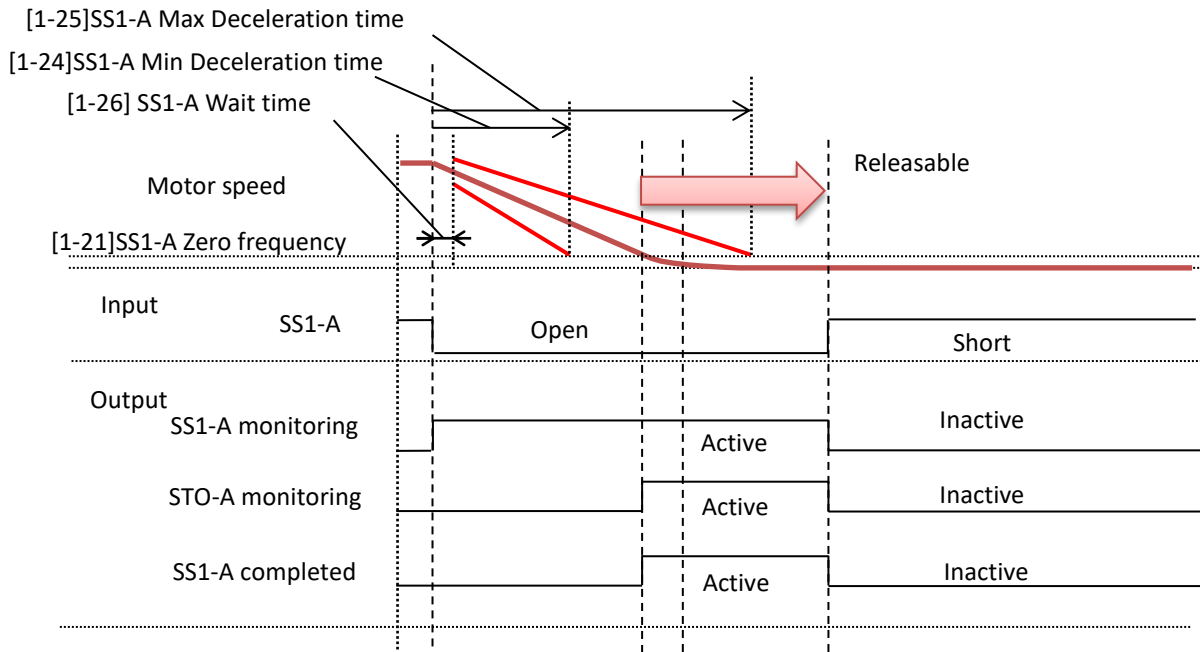 [1-25]SS1-A Max Deceleration time
[1-24]SS1-A Min Deceleration time
[1-26] SS1-A Wait time
Releasable
Motor speed
[1-21]SS1-A Zero frequency
Input
SS1-A
Open
Short
Output
SS1-A monitoring
Active
Inactive
STO-A monitoring
Active
Inactive
SS1-A completed
Active
Inactive